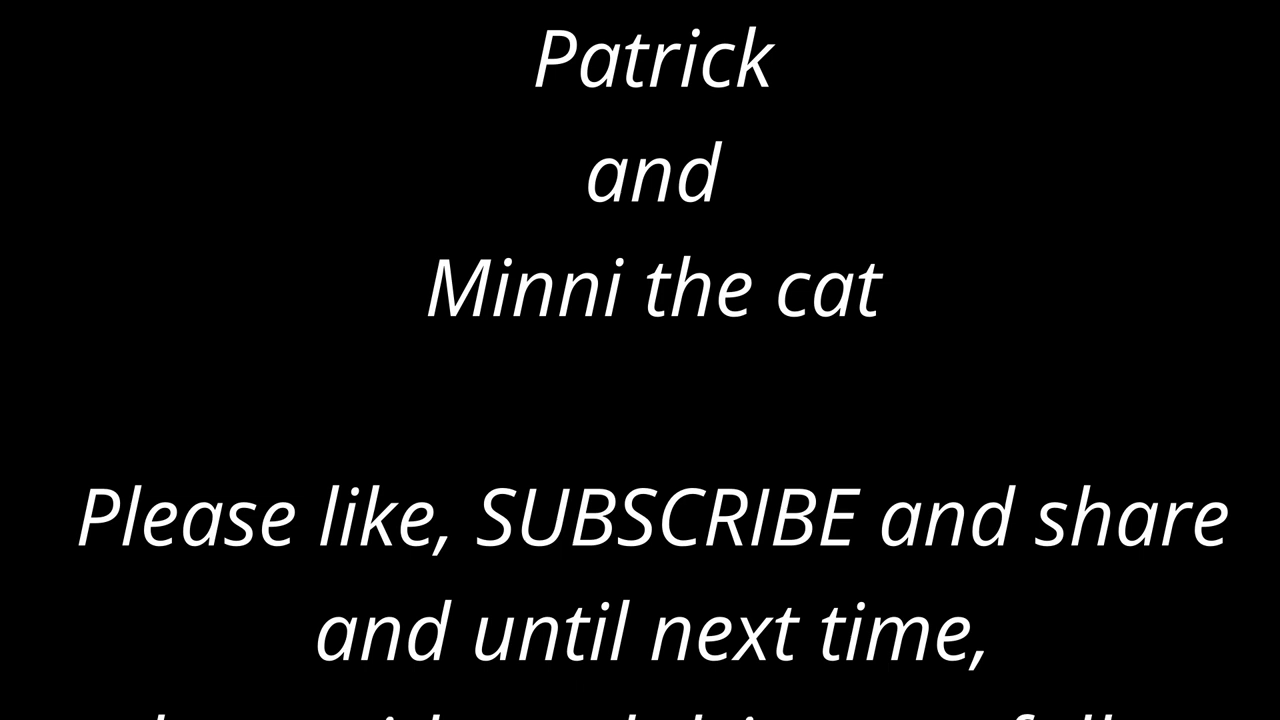 Patrick
and
Minni the cat
Please like, SUBSCRIBE and share
and until next time,